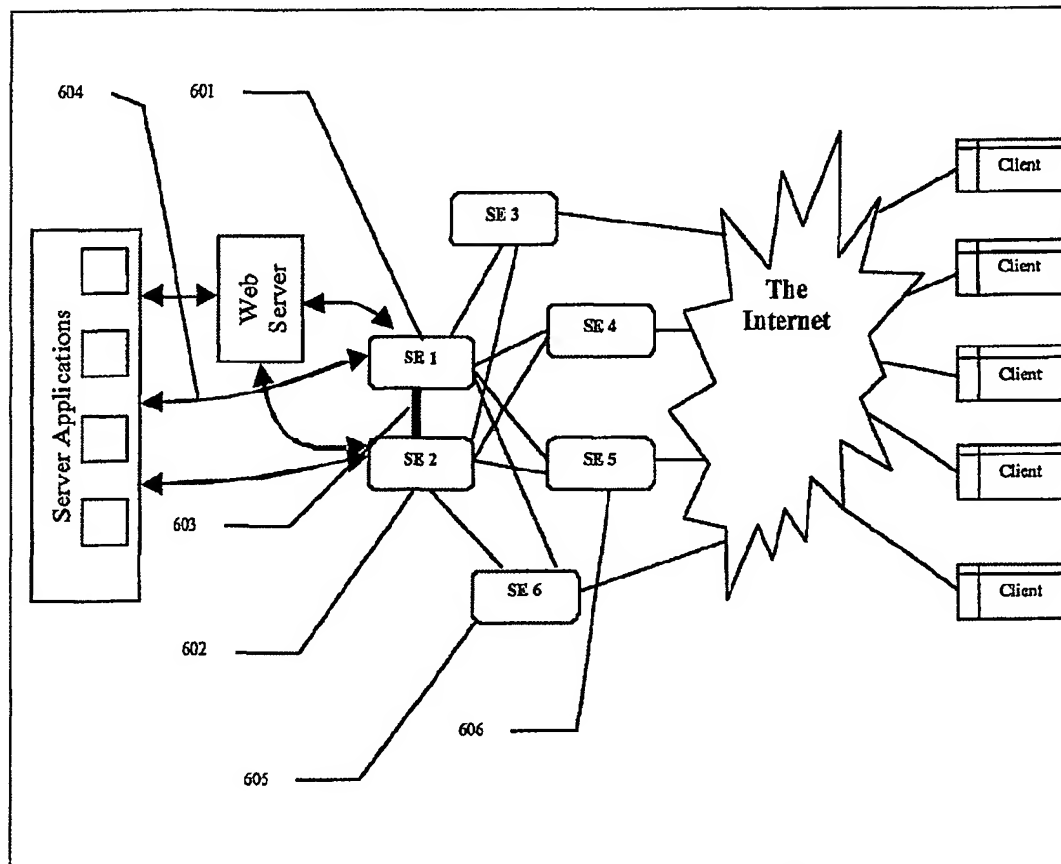 604
601
Client
SE 3
Client
The
Internet
Web
Server
SE 4
SE 1
Client
Server Applications
SE 2
SE 5
Client
603
SE 6
Client
602
606
605